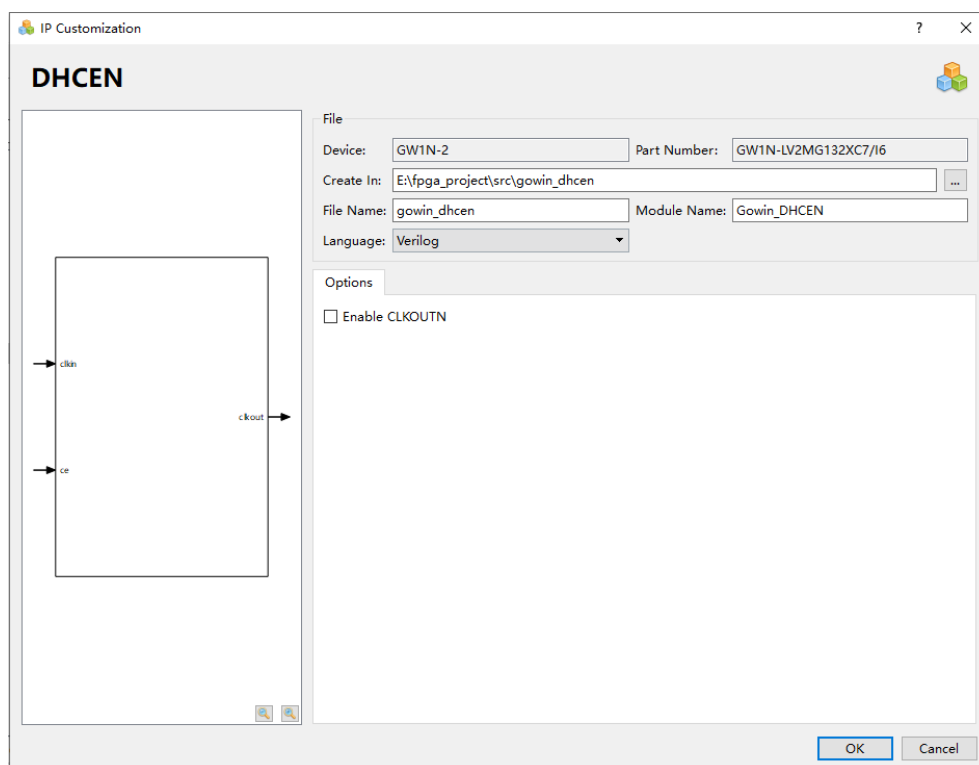 IP Customization
DHCEN
File
Device: GW1N-2 Part Number: GW1N-LV2MG132XC7/I6
Create In: E:\fpga_project\src\gowin_dhcen ...
File Name: gowin_dhcen Module Name: Gowin_DHCEN
Language: Verilog
Options
Enable CLKOUTN
clkin
clkout
ce
OK Cancel